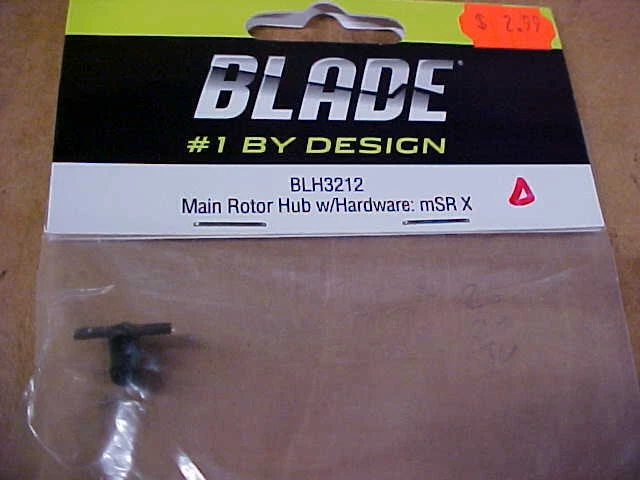 $ 2.99
BLADE
#1 BY DESIGN
BLH3212
Main Rotor Hub w/Hardware: mSR X